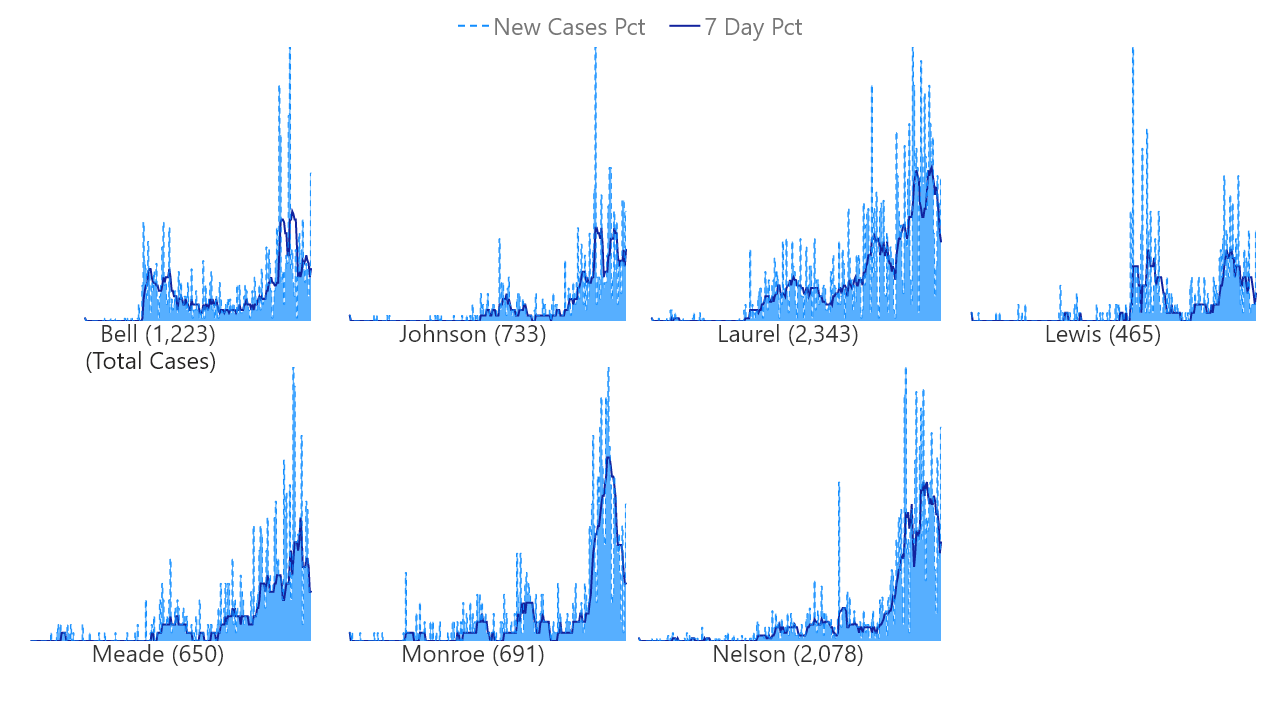 New Cases Pct 7 Day Pct
Bell (1,223) Johnson (733) Laurel (2,343) Lewis (465)
(Total Cases)
Meade (650) Monroe (691) Nelson (2,078)